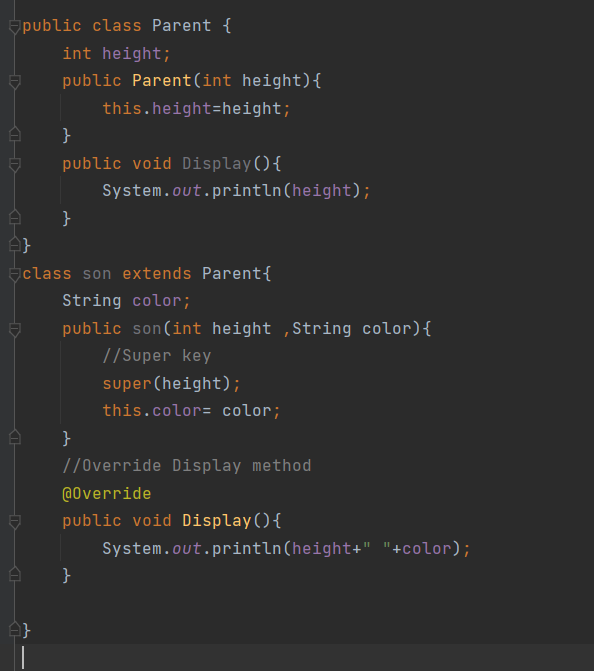 public class Parent {
    int height;
    public Parent(int height){
        this.height=height;
    }
    public void Display(){
        System.out.println(height);
    }
}
class son extends Parent{
    String color;
    public son(int height ,String color){
        //Super key
        super(height);
        this.color= color;
    }
    //Override Display method
    @Override
    public void Display(){
        System.out.println(height+" "+color);
    }

}